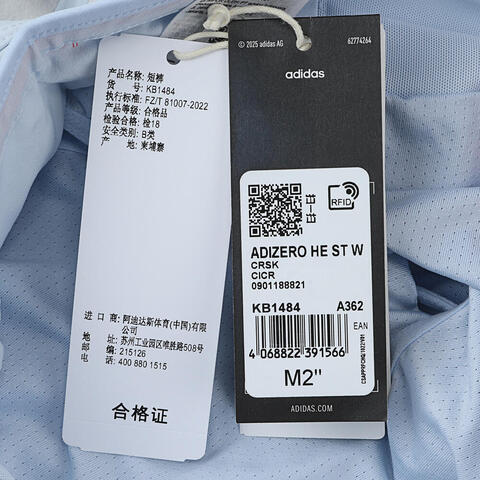 产品名称: 短裤
货 号: KB1484
执行标准: FZ/T 81007-2022
产品等级: 合格品
检验合格: 检18
安全类别: B类
产 地: 柬埔寨
进 口 商: 阿迪达斯体育(中国)有限
公司
地 址: 苏州工业园区唯胜路508号
邮 编: 215126
电 话: 400 880 1515
合格证
© 2025 adidas AG
62774264
adidas
RFID
ADIZERO HE ST W
CRSK
CICR
0901188821
KB1484 A362
EAN
4 068822 391566
M2"
ADIDAS.COM